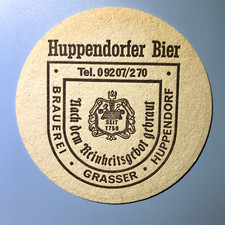 Huppendorfer Bier
Tel. 09207/270
BRAUEREI · GRASSER · HUPPENDORF
Nach dem Reinheitsgebot gebraut
SEIT
1750